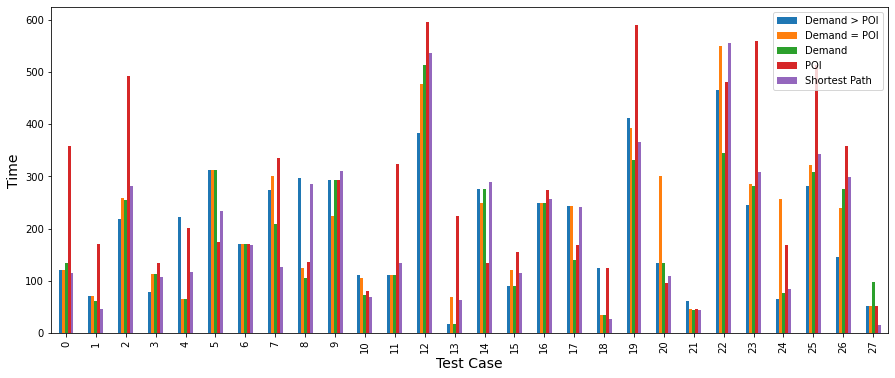 Demand > POI
Demand = POI
Demand
POI
Shortest Path
600
500
400
300
200
100
0
Time
0 1 2 3 4 5 6 7 8 9 10 11 12 13 14 15 16 17 18 19 20 21 22 23 24 25 26 27
Test Case